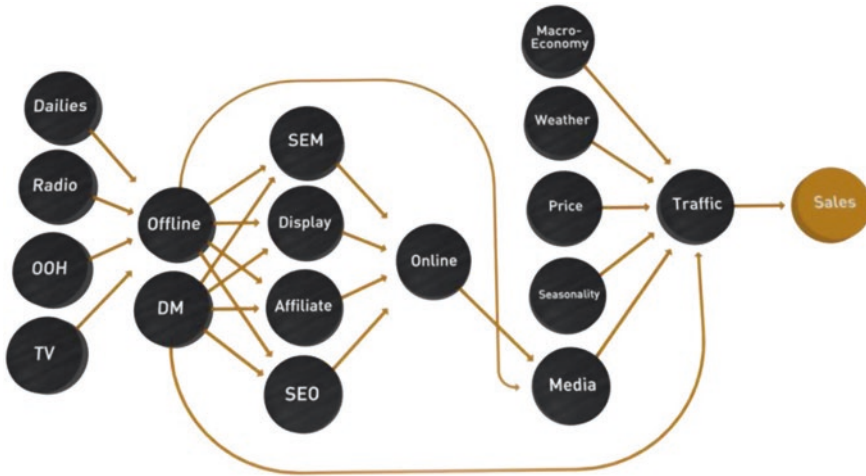 Dailies
Radio
OOH
TV
Offline
DM
SEM
Display
Affiliate
SEO
Online
Macro-
Economy
Weather
Price
Seasonality
Media
Traffic
Sales